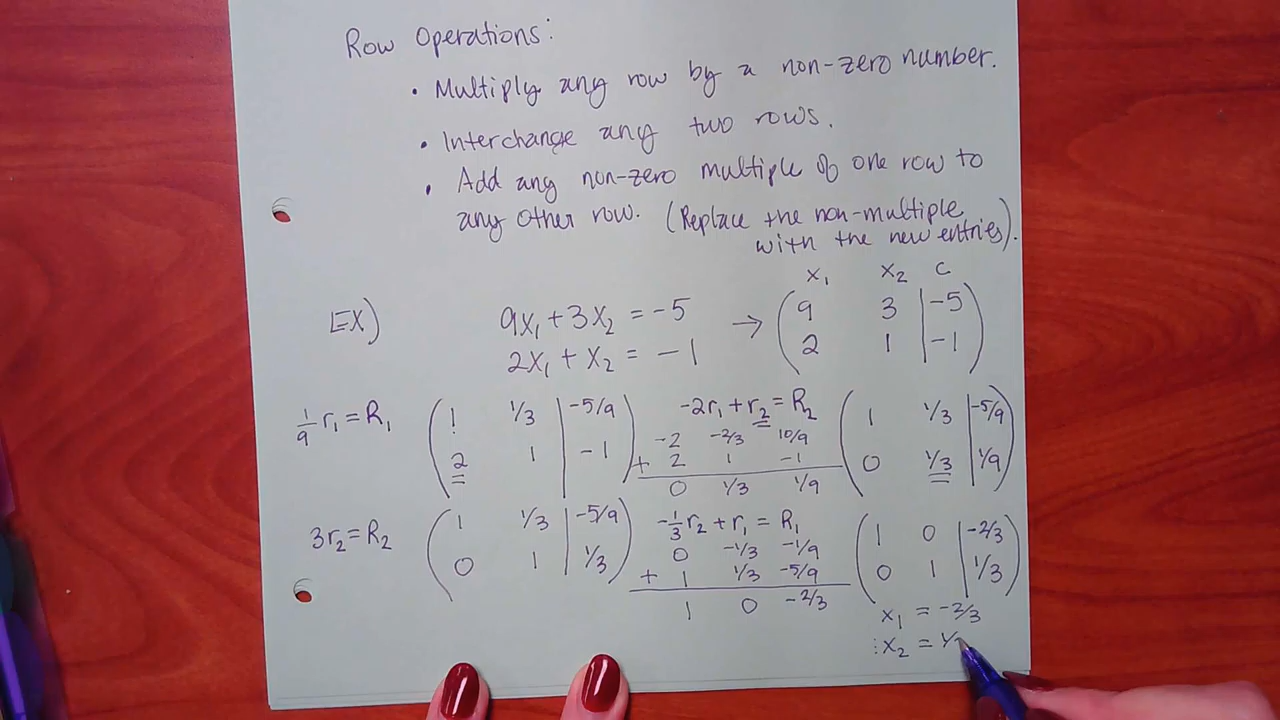 Row Operations:
• Multiply any row by a non-zero number.
• Interchange any two rows.
• Add any non-zero multiple of one row to
any other row. (Replace the non-multiple
with the new entries).
x₁ x₂ C
EX) 9x₁ + 3x₂ = -5 → ( 9 3 | -5 )
2x₁ + x₂ = -1 ( 2 1 | -1 )
1/9 r₁ = R₁ ( 1 1/3 | -5/9 ) -2r₁ + r₂ = R₂ ( 1 1/3 | -5/9 )
-2 -2/3 10/9
( 2 1 | -1 ) + 2 1 -1 ( 0 1/3 | 1/9 )
0 1/3 1/9
3r₂ = R₂ ( 1 1/3 | -5/9 ) -1/3 r₂ + r₁ = R₁ ( 1 0 | -2/3 )
0 -1/3 -1/9
( 0 1 | 1/3 ) + 1 1/3 -5/9 ( 0 1 | 1/3 )
1 0 -2/3
x₁ = -2/3
x₂ = 1/